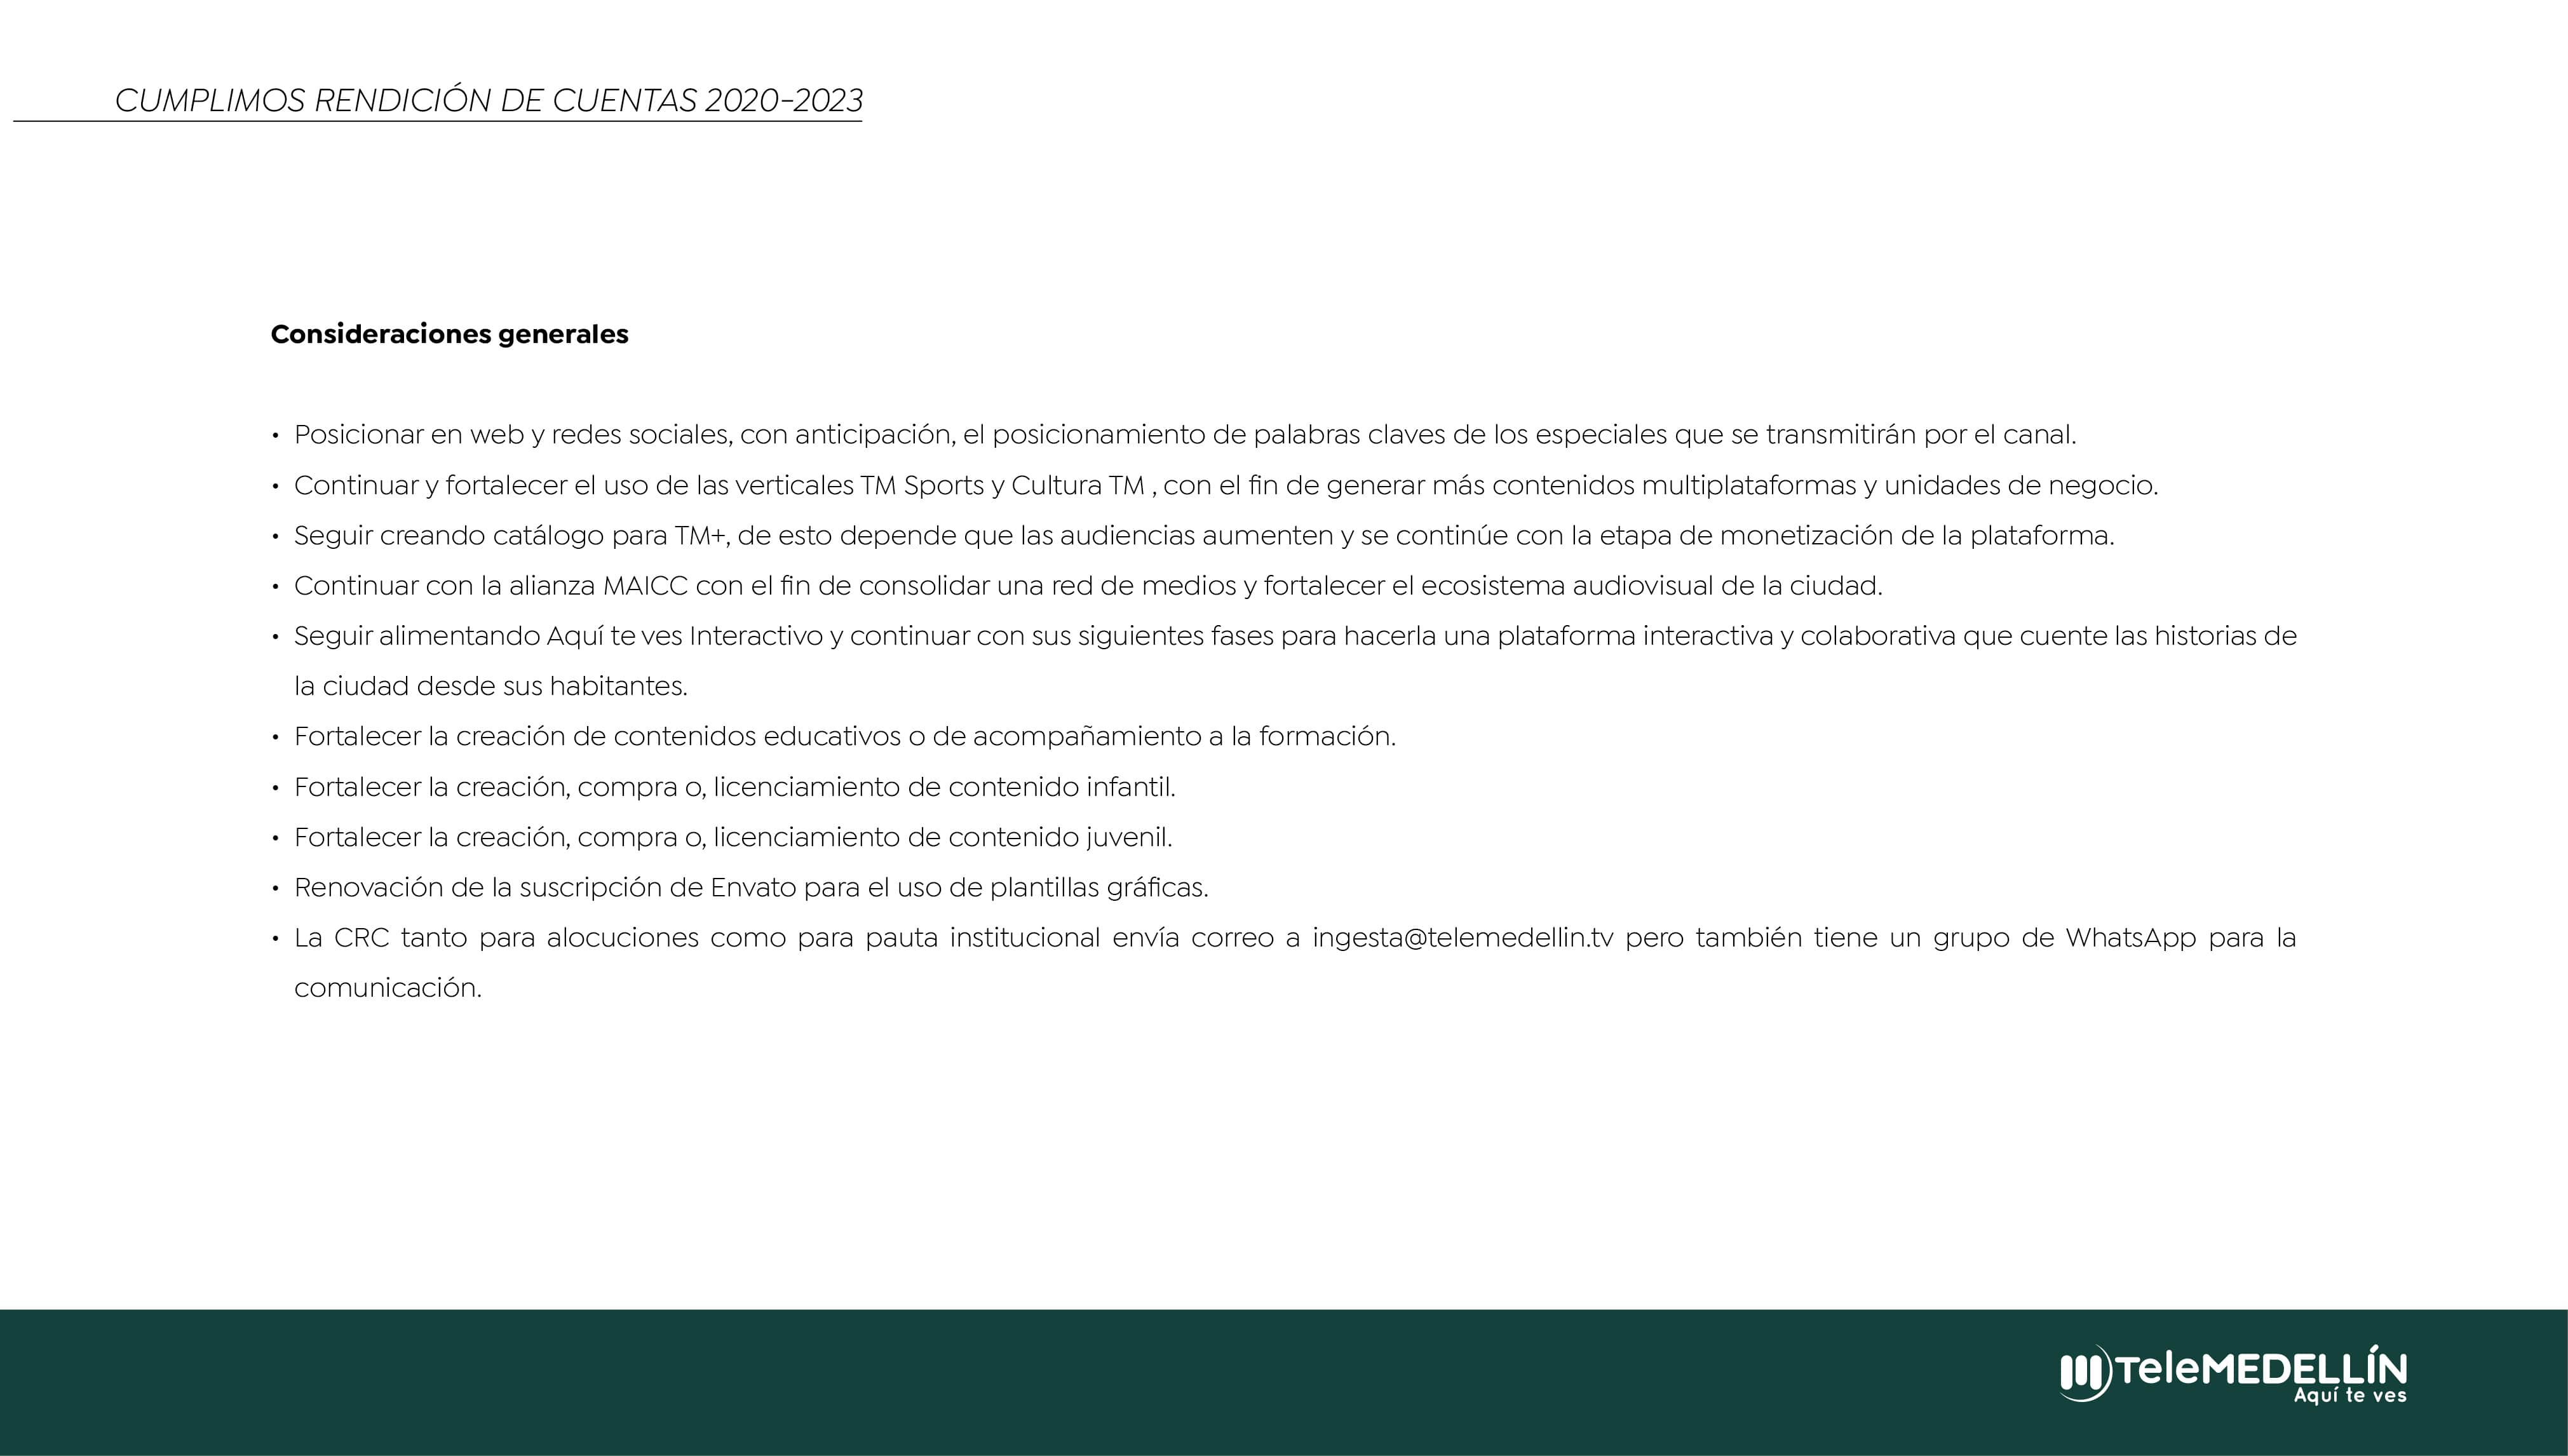 CUMPLIMOS RENDICIÓN DE CUENTAS 2020-2023
Consideraciones generales
• Posicionar en web y redes sociales, con anticipación, el posicionamiento de palabras claves de los especiales que se transmitirán por el canal.
• Continuar y fortalecer el uso de las verticales TM Sports y Cultura TM , con el fin de generar más contenidos multiplataformas y unidades de negocio.
• Seguir creando catálogo para TM+, de esto depende que las audiencias aumenten y se continúe con la etapa de monetización de la plataforma.
• Continuar con la alianza MAICC con el fin de consolidar una red de medios y fortalecer el ecosistema audiovisual de la ciudad.
• Seguir alimentando Aquí te ves Interactivo y continuar con sus siguientes fases para hacerla una plataforma interactiva y colaborativa que cuente las historias de
la ciudad desde sus habitantes.
• Fortalecer la creación de contenidos educativos o de acompañamiento a la formación.
• Fortalecer la creación, compra o, licenciamiento de contenido infantil.
• Fortalecer la creación, compra o, licenciamiento de contenido juvenil.
• Renovación de la suscripción de Envato para el uso de plantillas gráficas.
• La CRC tanto para alocuciones como para pauta institucional envía correo a ingesta@telemedellin.tv pero también tiene un grupo de WhatsApp para la
comunicación.
TeleMEDELLÍN
Aquí te ves